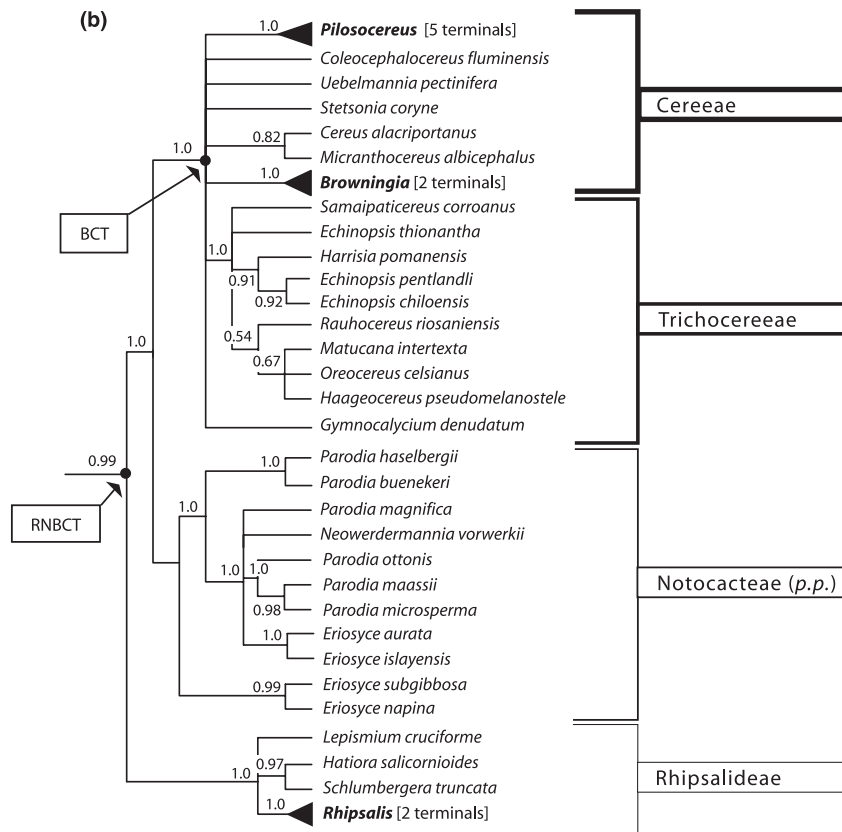 (b)
1.0 Pilosocereus [5 terminals]
Coleocephalocereus fluminensis
Uebelmannia pectinifera
Stetsonia coryne
Cereeae
0.82 Cereus alacriportanus
1.0 Micranthocereus albicephalus
1.0 Browningia [2 terminals]
Samaipaticereus corroanus
BCT
Echinopsis thionantha
1.0
Harrisia pomanensis
0.91 Echinopsis pentlandli
0.92 Echinopsis chiloensis
Trichocereeae
Rauhocereus riosaniensis
1.0 0.54
Matucana intertexta
0.67
Oreocereus celsianus
Haageocereus pseudomelanostele
Gymnocalycium denudatum
Parodia haselbergii
0.99 1.0
Parodia buenekeri
1.0 Parodia magnifica
RNBCT
Neowerdermannia vorwerkii
Parodia ottonis
1.0 1.0
Parodia maassii
Notocacteae (p.p.)
0.98 Parodia microsperma
Eriosyce aurata
1.0
Eriosyce islayensis
Eriosyce subgibbosa
0.99
Eriosyce napina
Lepismium cruciforme
Hatiora salicornioides
0.97
1.0 Rhipsalideae
Schlumbergera truncata
1.0 Rhipsalis [2 terminals]